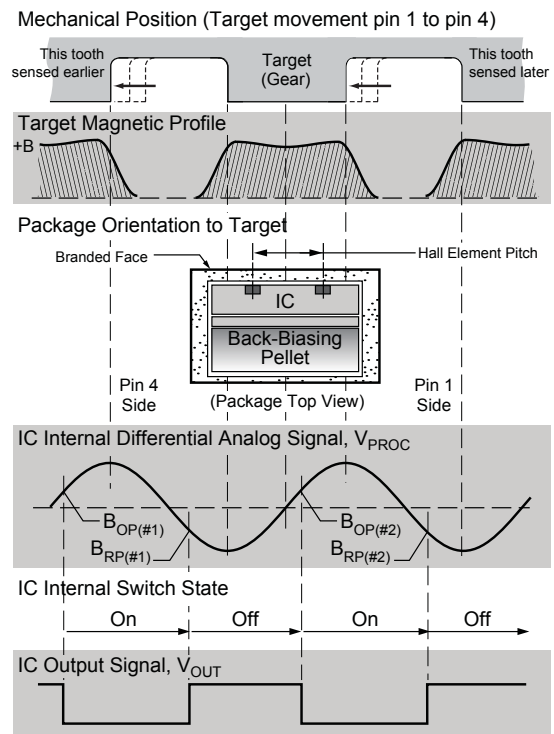 Mechanical Position (Target movement pin 1 to pin 4)
This tooth
sensed earlier
Target
(Gear)
This tooth
sensed later
Target Magnetic Profile
+B
Package Orientation to Target
Branded Face
Hall Element Pitch
IC
Back-Biasing
Pellet
Pin 4
Side
(Package Top View)
Pin 1
Side
IC Internal Differential Analog Signal, VPROC
BOP(#1)
BRP(#1)
BOP(#2)
BRP(#2)
IC Internal Switch State
On
Off
On
Off
IC Output Signal, VOUT